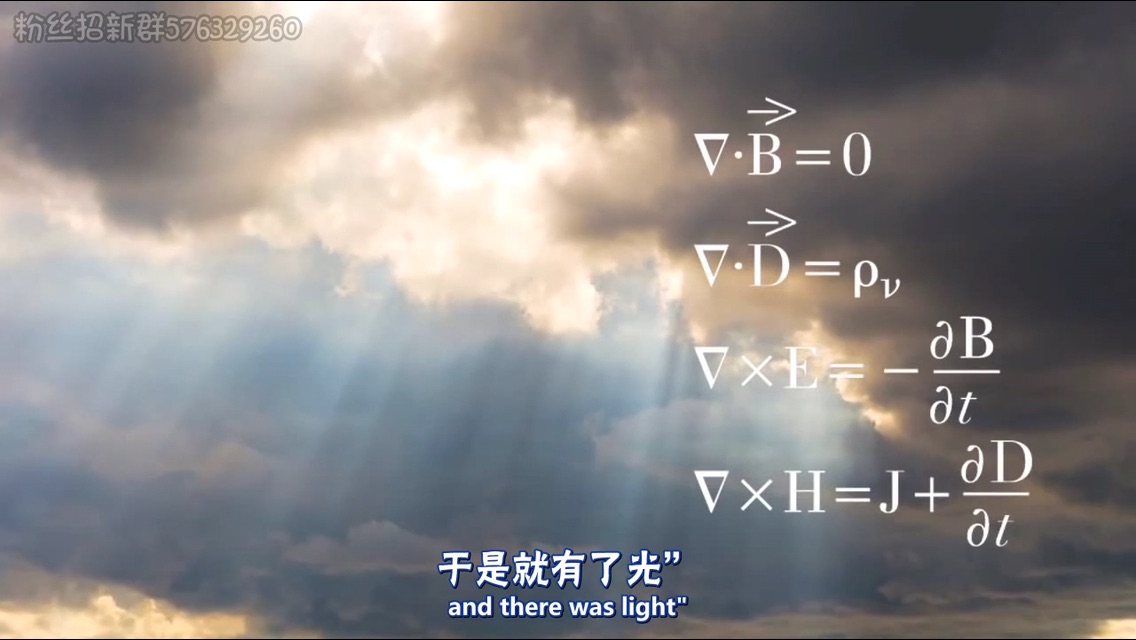 粉丝招新群576329260
∇·B⃗=0
∇·D⃗=ρᵥ
∇×E=-∂B/∂t
∇×H=J+∂D/∂t
于是就有了光”
and there was light"